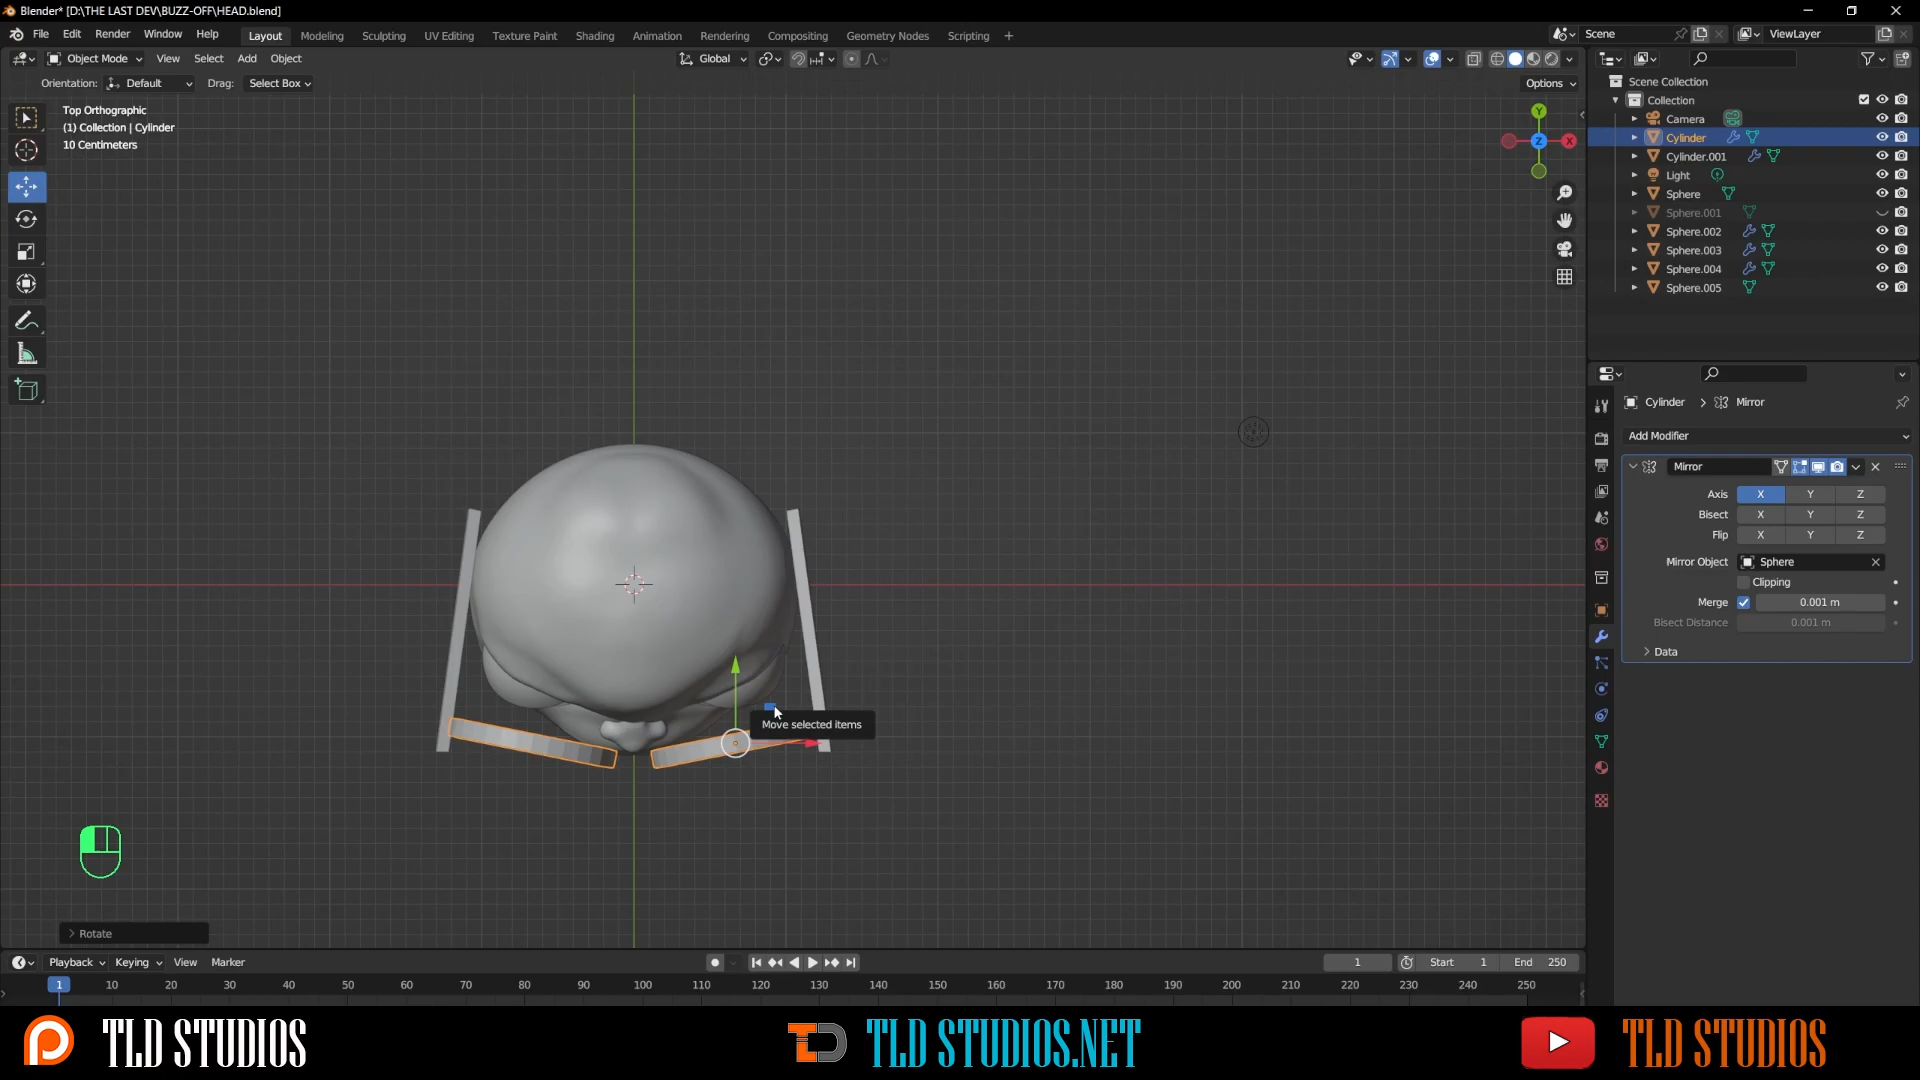 Blender* [D:\THE LAST DEV\BUZZ-OFF\HEAD.blend]
File Edit Render Window Help Layout Modeling Sculpting UV Editing Texture Paint Shading Animation Rendering Compositing Geometry Nodes Scripting + Scene ViewLayer
Object Mode View Select Add Object Global
Orientation: Default Drag: Select Box Options
Top Orthographic
(1) Collection | Cylinder
10 Centimeters
Y
Z
X
Scene Collection
Collection
Camera
Cylinder
Cylinder.001
Light
Sphere
Sphere.001
Sphere.002
Sphere.003
Sphere.004
Sphere.005
Cylinder > Mirror
Add Modifier
Mirror
Axis X Y Z
Bisect X Y Z
Flip X Y Z
Mirror Object Sphere
Clipping
Merge 0.001 m
Bisect Distance 0.001 m
> Data
Move selected items
> Rotate
Playback Keying View Marker 1 Start 1 End 250
1 10 20 30 40 50 60 70 80 90 100 110 120 130 140 150 160 170 180 190 200 210 220 230 240 250
TLD STUDIOS
TLD STUDIOS.NET
TLD STUDIOS